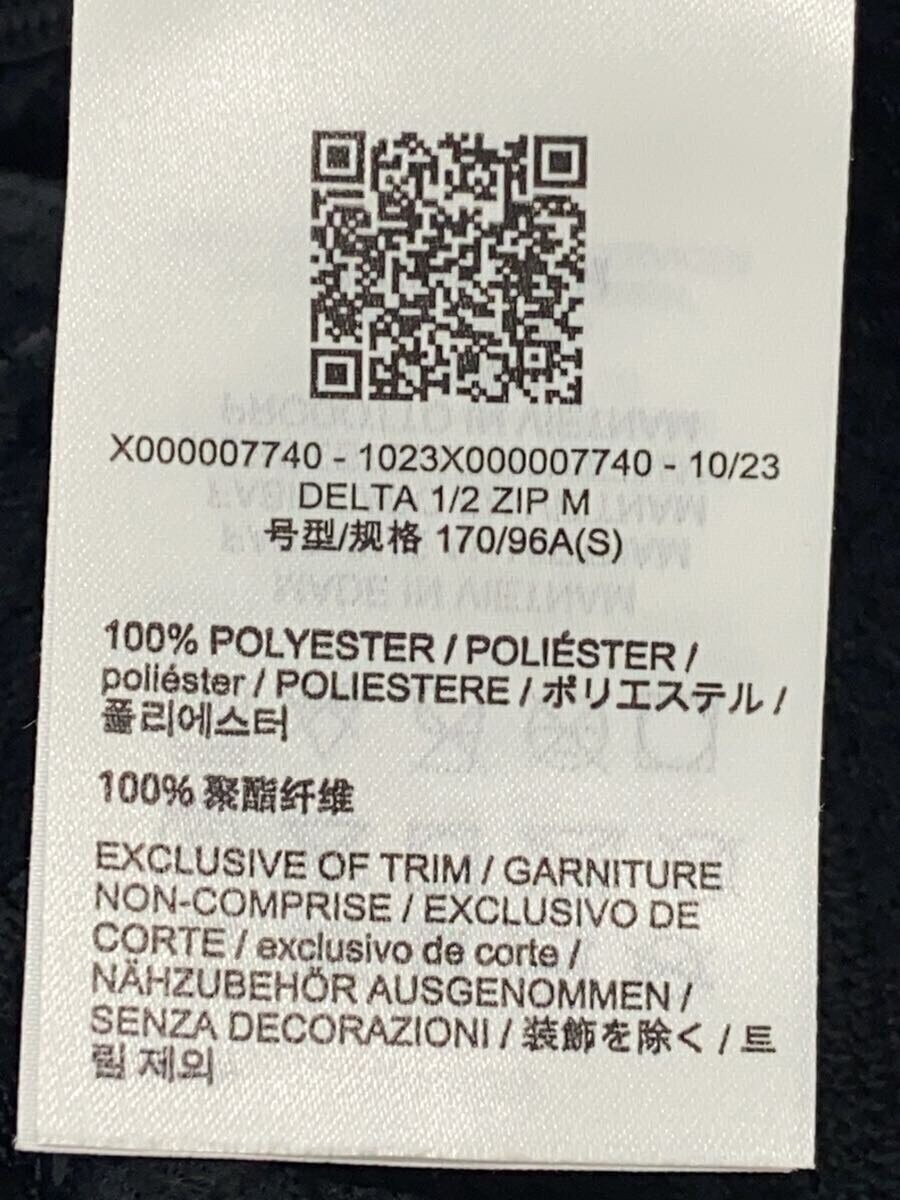 X000007740 - 1023X000007740 - 10/23
DELTA 1/2 ZIP M
号型/规格 170/96A(S)
100% POLYESTER / POLIÉSTER /
poliéster / POLIESTERE / ポリエステル /
폴리에스터
100% 聚酯纤维
EXCLUSIVE OF TRIM / GARNITURE
NON-COMPRISE / EXCLUSIVO DE
CORTE / exclusivo de corte /
NÄHZUBEHÖR AUSGENOMMEN /
SENZA DECORAZIONI / 装飾を除く / 트
림 제외
MADE IN VIETNAM